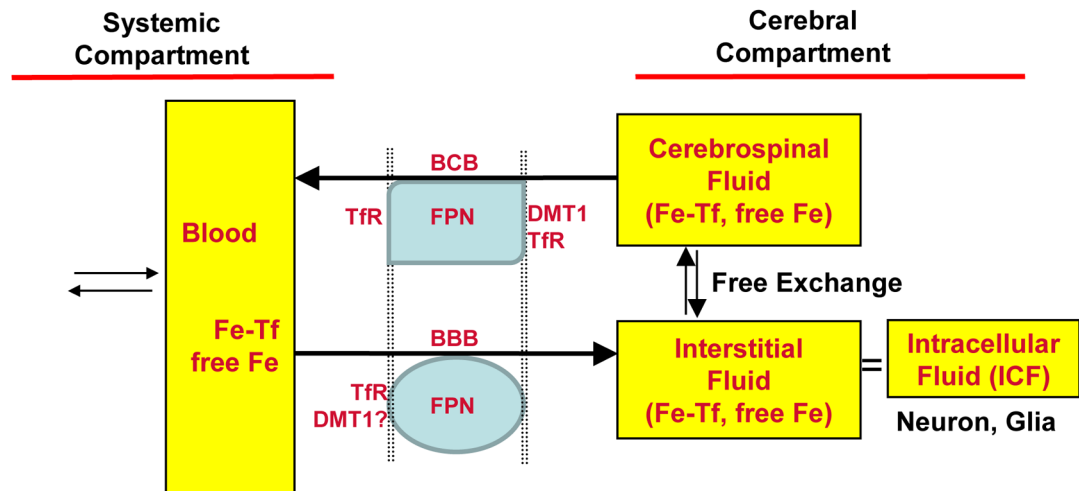 Systemic
Compartment
Cerebral
Compartment
BCB
TfR
FPN
DMT1
TfR
Cerebrospinal
Fluid
(Fe-Tf, free Fe)
Blood
Free Exchange
Fe-Tf
free Fe
BBB
TfR
DMT1?
FPN
Interstitial
Fluid
(Fe-Tf, free Fe)
=
Intracellular
Fluid (ICF)
Neuron, Glia